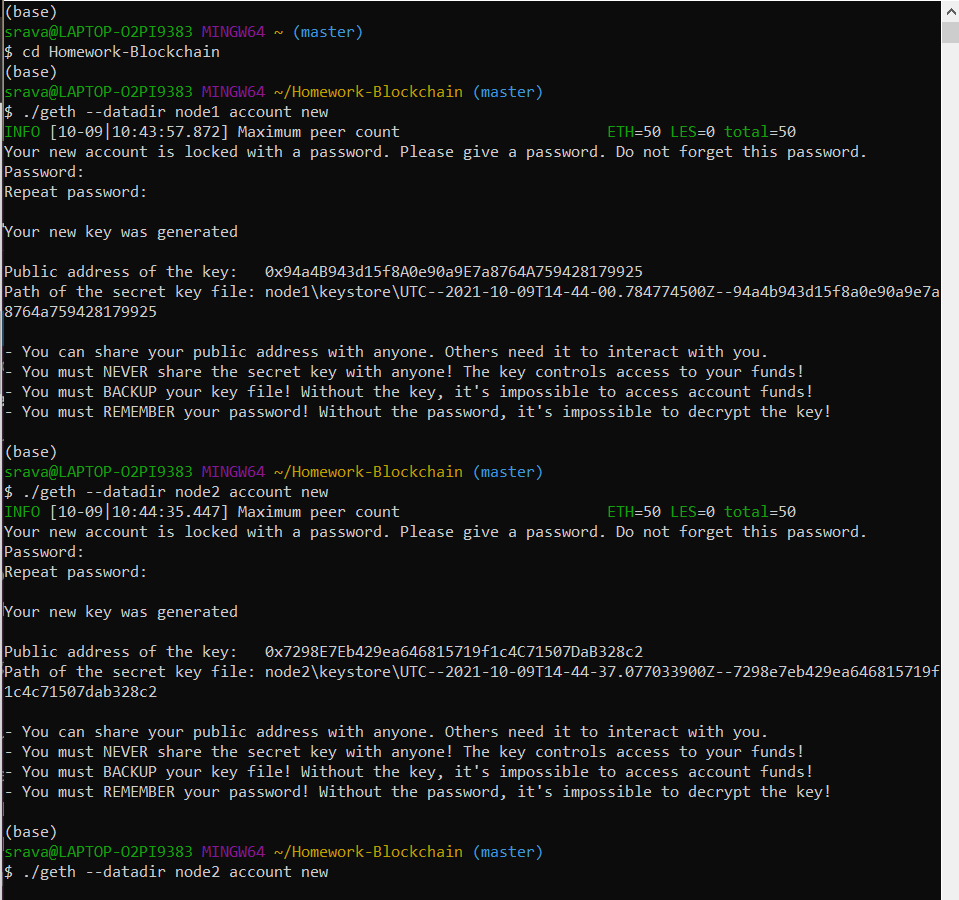 (base)
srava@LAPTOP-O2PI9383 MINGW64 ~ (master)
$ cd Homework-Blockchain
(base)
srava@LAPTOP-O2PI9383 MINGW64 ~/Homework-Blockchain (master)
$ ./geth --datadir node1 account new
INFO [10-09|10:43:57.872] Maximum peer count                       ETH=50 LES=0 total=50
Your new account is locked with a password. Please give a password. Do not forget this password.
Password:
Repeat password:

Your new key was generated

Public address of the key:   0x94a4B943d15f8A0e90a9E7a8764A759428179925
Path of the secret key file: node1\keystore\UTC--2021-10-09T14-44-00.784774500Z--94a4b943d15f8a0e90a9e7a
8764a759428179925

- You can share your public address with anyone. Others need it to interact with you.
- You must NEVER share the secret key with anyone! The key controls access to your funds!
- You must BACKUP your key file! Without the key, it's impossible to access account funds!
- You must REMEMBER your password! Without the password, it's impossible to decrypt the key!

(base)
srava@LAPTOP-O2PI9383 MINGW64 ~/Homework-Blockchain (master)
$ ./geth --datadir node2 account new
INFO [10-09|10:44:35.447] Maximum peer count                       ETH=50 LES=0 total=50
Your new account is locked with a password. Please give a password. Do not forget this password.
Password:
Repeat password:

Your new key was generated

Public address of the key:   0x7298E7Eb429ea646815719f1c4C71507DaB328c2
Path of the secret key file: node2\keystore\UTC--2021-10-09T14-44-37.077033900Z--7298e7eb429ea646815719f
1c4c71507dab328c2

- You can share your public address with anyone. Others need it to interact with you.
- You must NEVER share the secret key with anyone! The key controls access to your funds!
- You must BACKUP your key file! Without the key, it's impossible to access account funds!
- You must REMEMBER your password! Without the password, it's impossible to decrypt the key!

(base)
srava@LAPTOP-O2PI9383 MINGW64 ~/Homework-Blockchain (master)
$ ./geth --datadir node2 account new